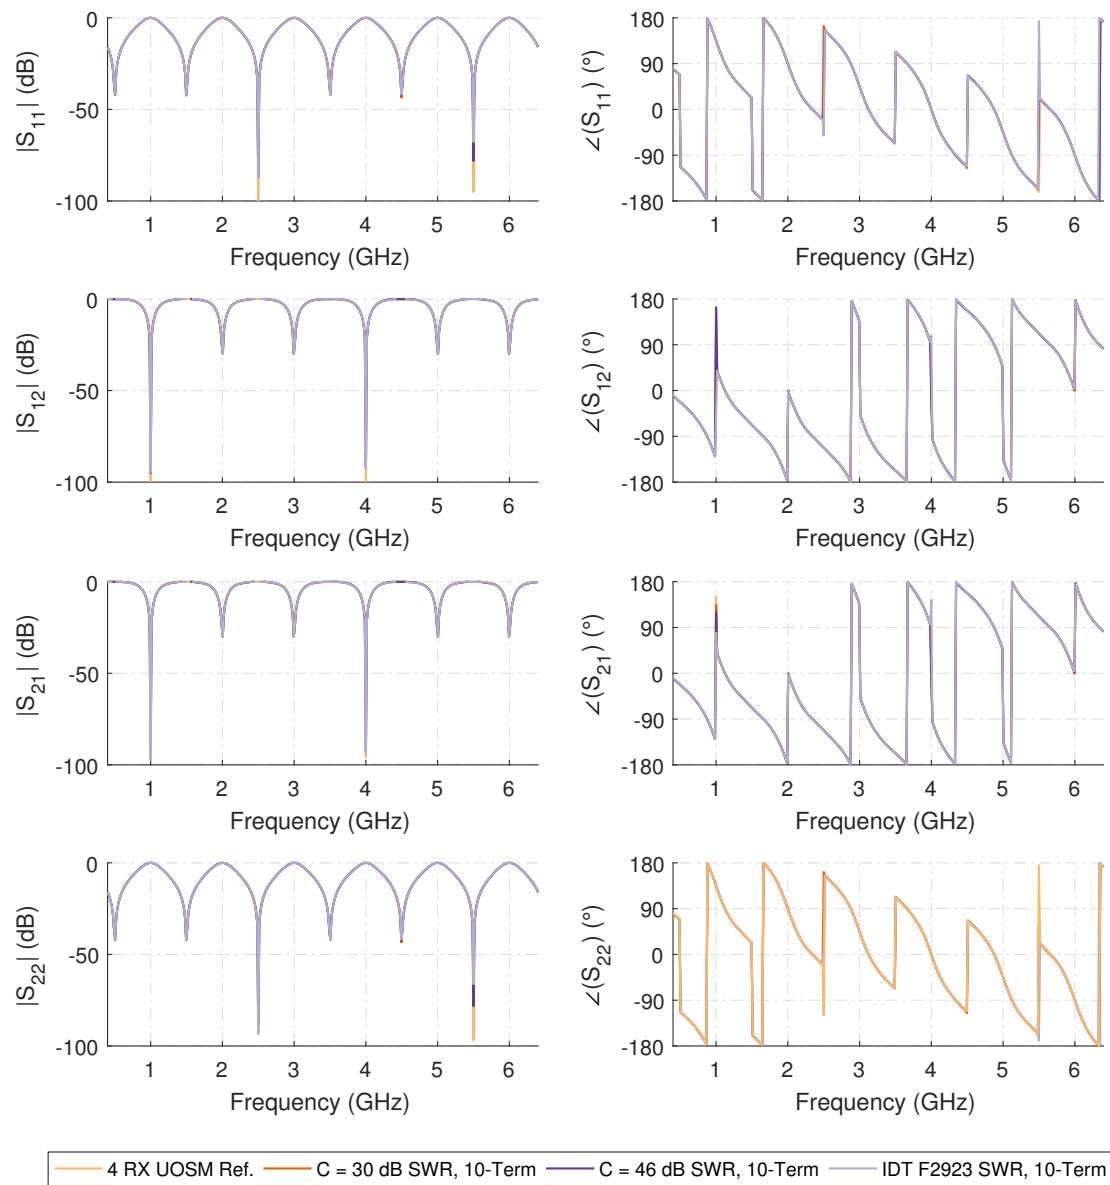 0
-50
-100
|S11| (dB)
1 2 3 4 5 6
Frequency (GHz)
180
90
0
-90
-180
∠(S11) (°)
1 2 3 4 5 6
Frequency (GHz)
0
-50
-100
|S12| (dB)
1 2 3 4 5 6
Frequency (GHz)
180
90
0
-90
-180
∠(S12) (°)
1 2 3 4 5 6
Frequency (GHz)
0
-50
-100
|S21| (dB)
1 2 3 4 5 6
Frequency (GHz)
180
90
0
-90
-180
∠(S21) (°)
1 2 3 4 5 6
Frequency (GHz)
0
-50
-100
|S22| (dB)
1 2 3 4 5 6
Frequency (GHz)
180
90
0
-90
-180
∠(S22) (°)
1 2 3 4 5 6
Frequency (GHz)
4 RX UOSM Ref. C = 30 dB SWR, 10-Term C = 46 dB SWR, 10-Term IDT F2923 SWR, 10-Term